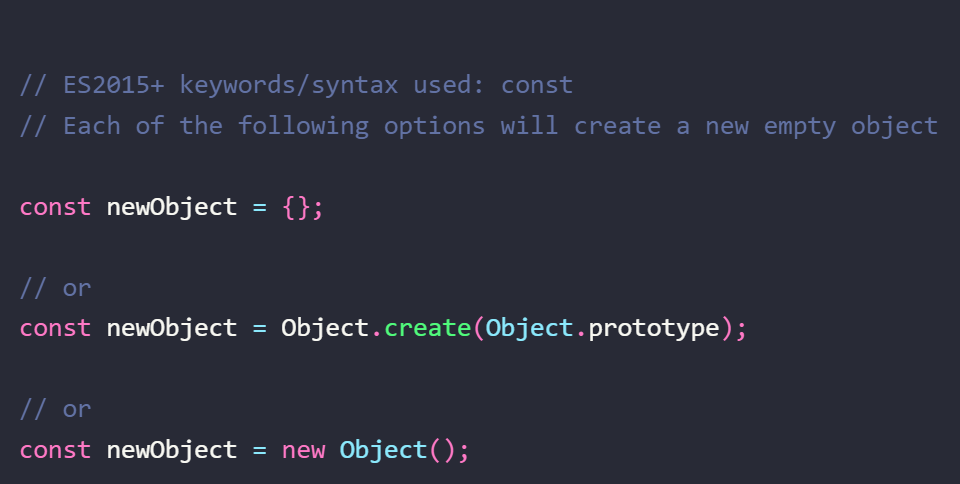 // ES2015+ keywords/syntax used: const
// Each of the following options will create a new empty object
const newObject = {};
// or
const newObject = Object.create(Object.prototype);
// or
const newObject = new Object();